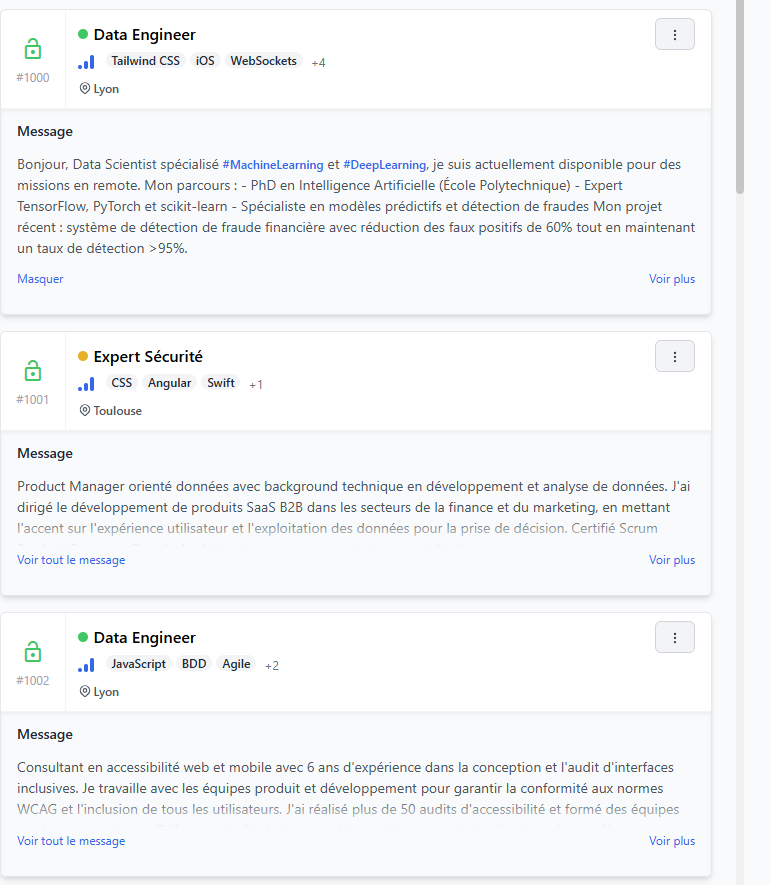 Data Engineer
#1000
Tailwind CSS iOS WebSockets +4
Lyon
Message
Bonjour, Data Scientist spécialisé #MachineLearning et #DeepLearning, je suis actuellement disponible pour des
missions en remote. Mon parcours : - PhD en Intelligence Artificielle (École Polytechnique) - Expert
TensorFlow, PyTorch et scikit-learn - Spécialiste en modèles prédictifs et détection de fraudes Mon projet
récent : système de détection de fraude financière avec réduction des faux positifs de 60% tout en maintenant
un taux de détection >95%.
Masquer Voir plus
Expert Sécurité
#1001
CSS Angular Swift +1
Toulouse
Message
Product Manager orienté données avec background technique en développement et analyse de données. J'ai
dirigé le développement de produits SaaS B2B dans les secteurs de la finance et du marketing, en mettant
l'accent sur l'expérience utilisateur et l'exploitation des données pour la prise de décision. Certifié Scrum
Voir tout le message Voir plus
Data Engineer
#1002
JavaScript BDD Agile +2
Lyon
Message
Consultant en accessibilité web et mobile avec 6 ans d'expérience dans la conception et l'audit d'interfaces
inclusives. Je travaille avec les équipes produit et développement pour garantir la conformité aux normes
WCAG et l'inclusion de tous les utilisateurs. J'ai réalisé plus de 50 audits d'accessibilité et formé des équipes
Voir tout le message Voir plus